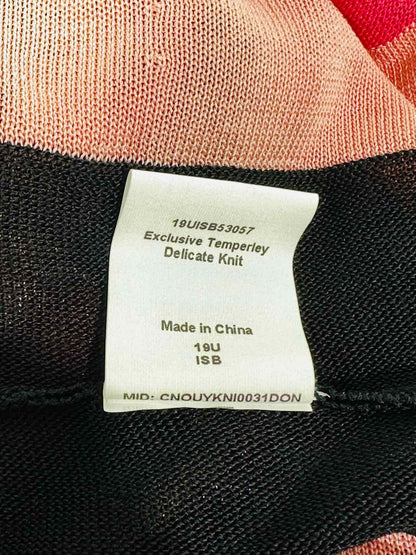 19UISB53057
Exclusive Temperley
Delicate Knit
Made in China
19U
ISB
MID: CNOUYKNI0031DON